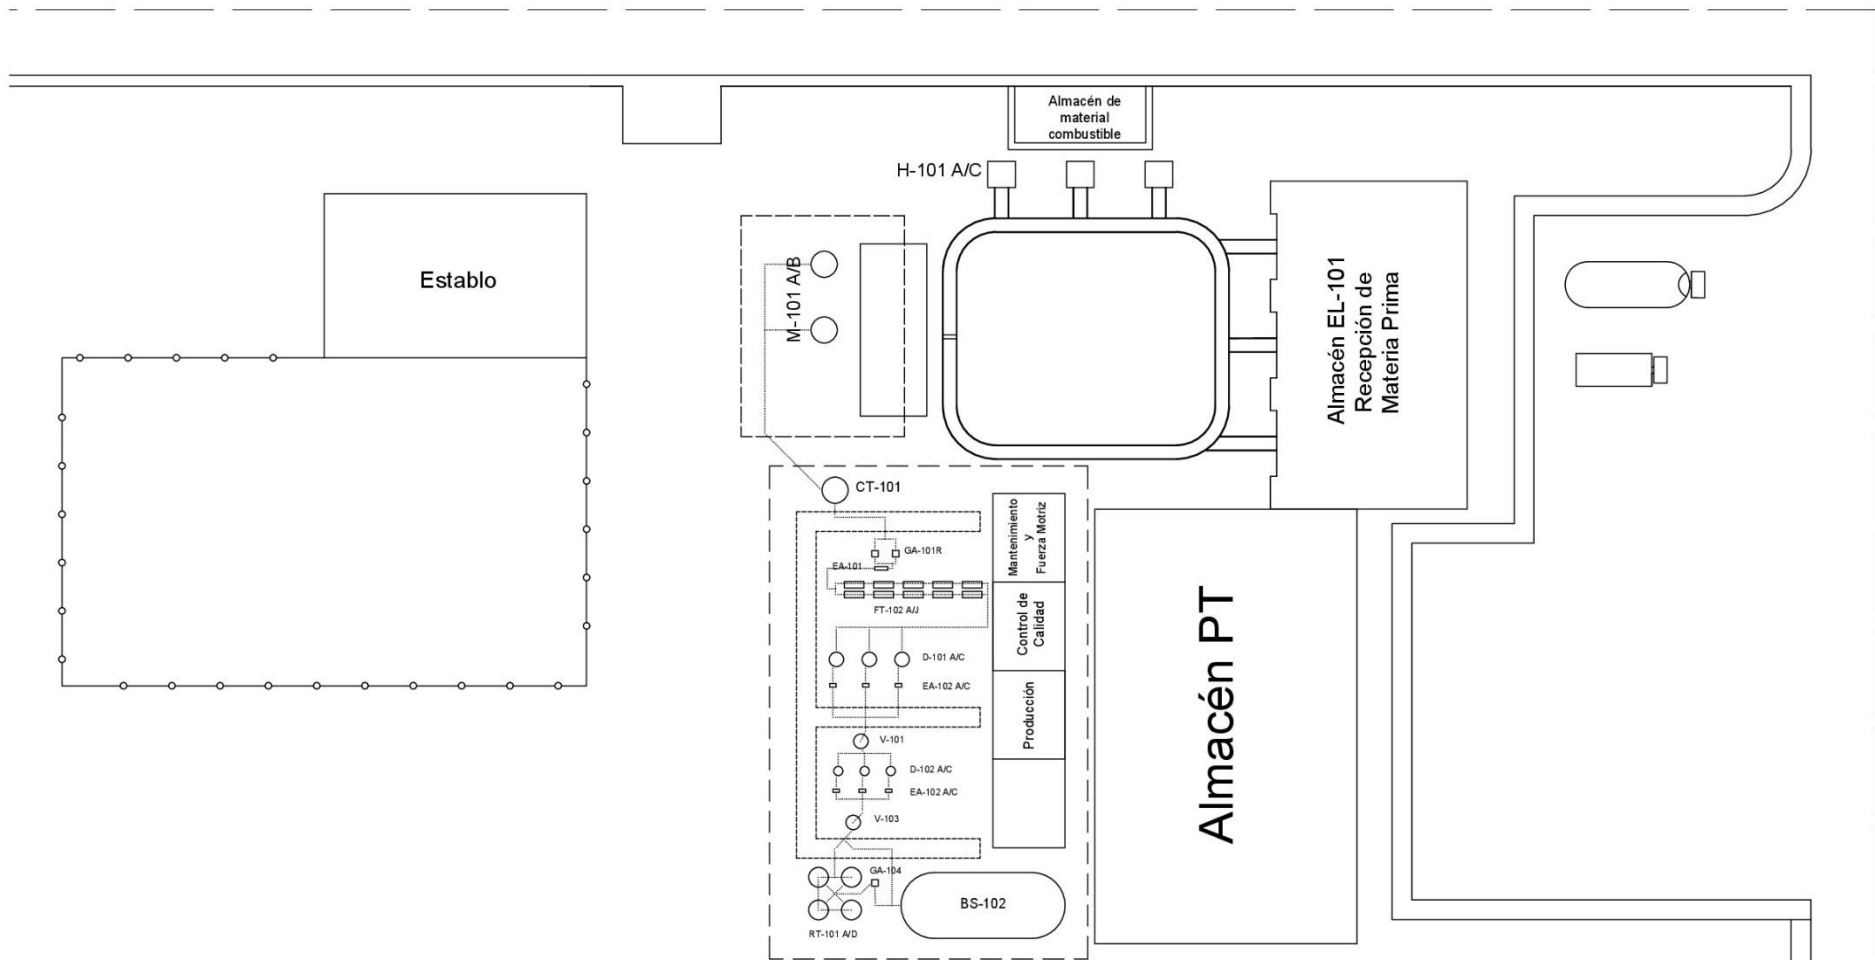 Almacén de
material
combustible
H-101 A/C
Establo
M-101 A/B
Almacén EL-101
Recepción de
Materia Prima
CT-101
Mantenimiento
y
Fuerza Motriz
GA-101R
EA-101
FT-102 A/J
Control de
Calidad
D-101 A/C
EA-102 A/C
Producción
V-101
D-102 A/C
EA-102 A/C
V-103
Almacén PT
GA-104
BS-102
RT-101 A/D